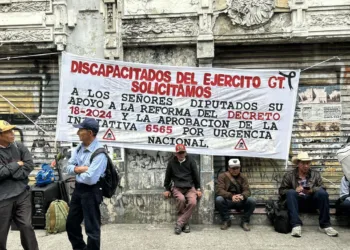 DISCAPACITADOS DEL EJERCITO GT.
SOLICITAMOS
A LOS SEÑORES DIPUTADOS SU
APOYO A LA REFORMA DEL DECRETO
18-2024 Y LA APROBACION DE LA
INICIATIVA 6565 POR URGENCIA
NACIONAL.